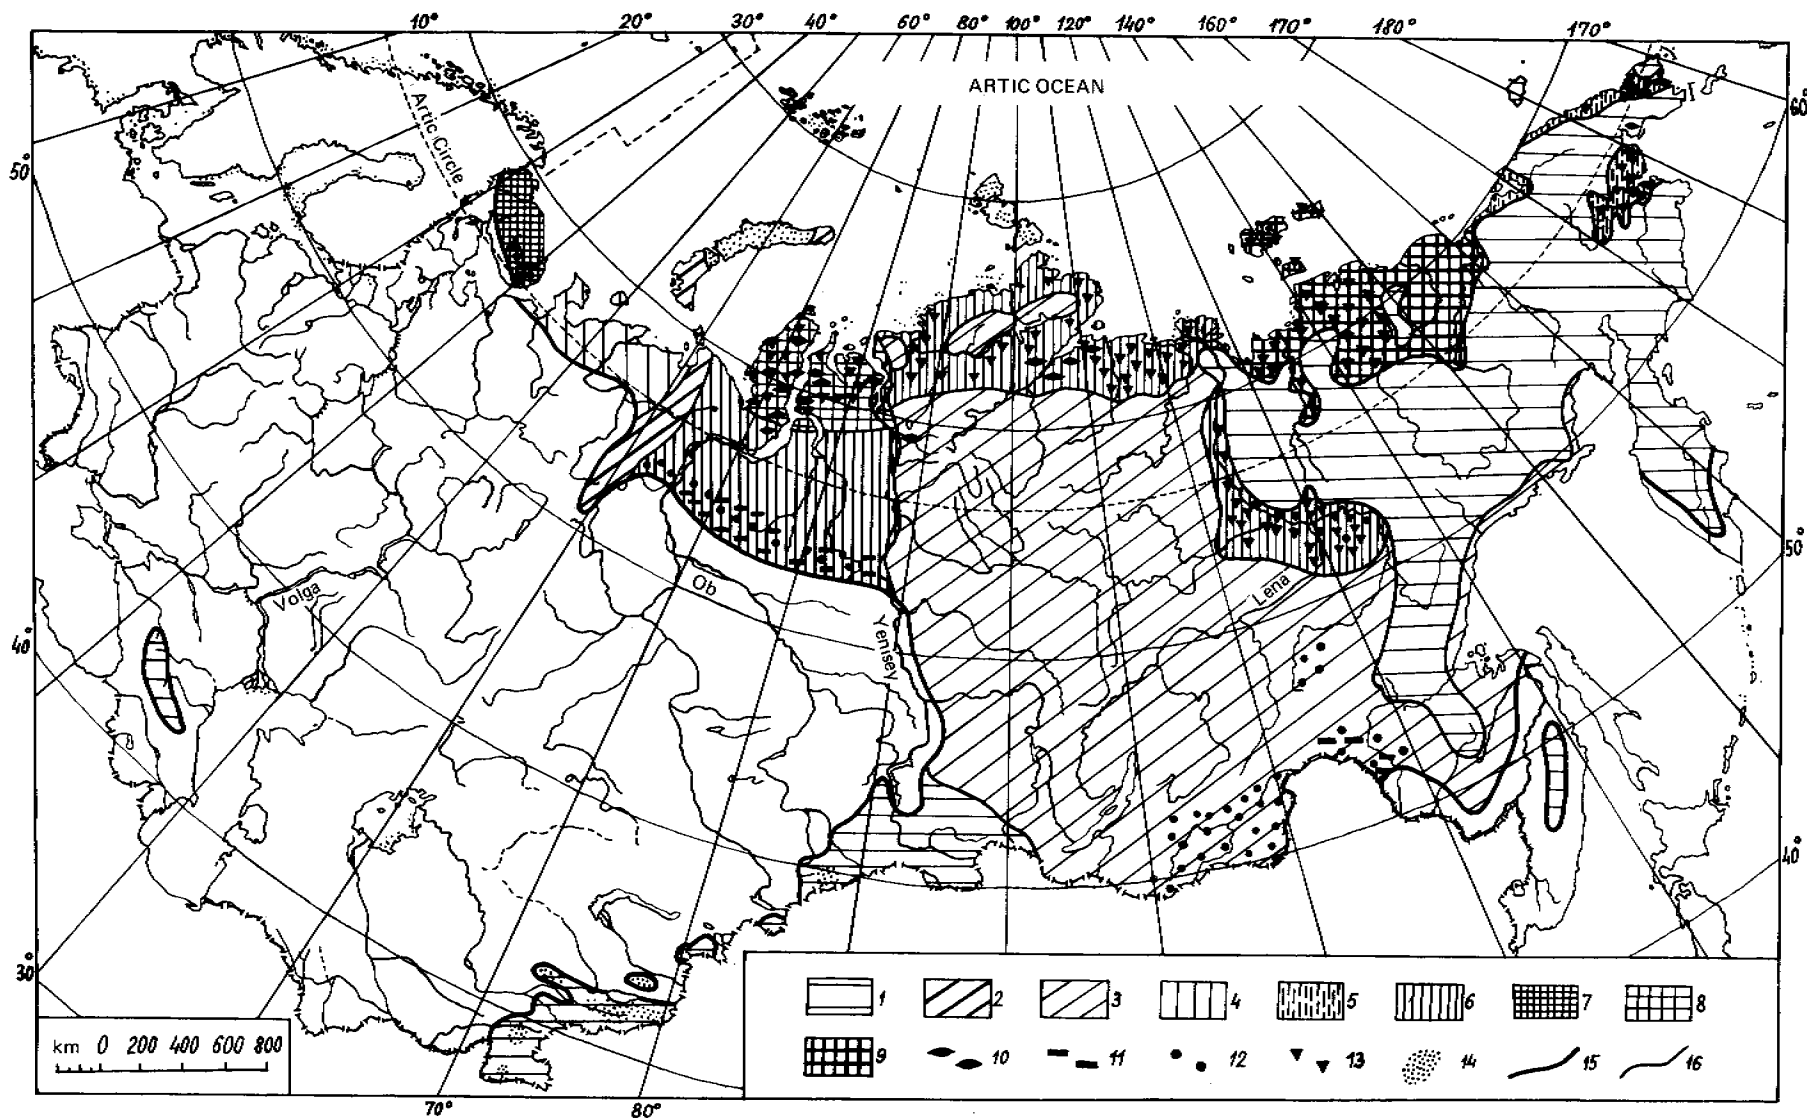 10° 20° 30° 40° 60° 80° 100° 120° 140° 160° 170° 180° 170°
ARTIC OCEAN
Artic Circle
60°
50°
50°
Ob
Lena
Volga
Yenisey
40°
40°
30°
1 2 3 4 5 6 7 8
9 10 11 12 13 14 15 16
km 0 200 400 600 800
70° 80°